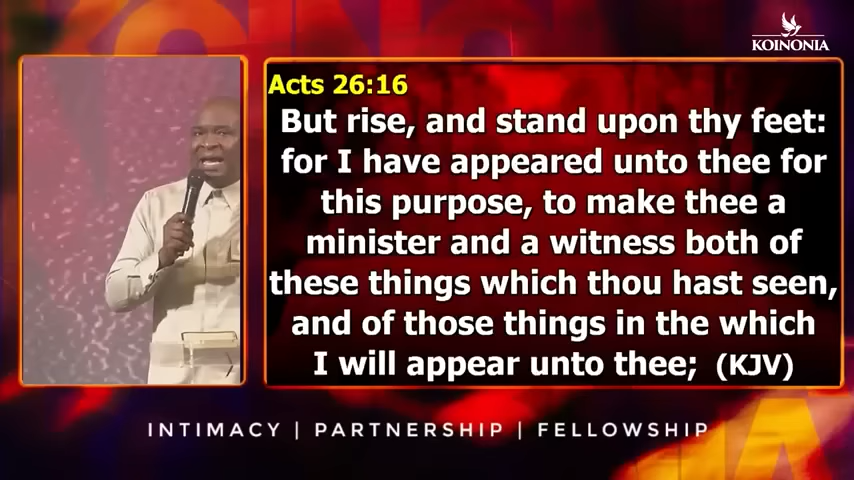 KOINONIA
Acts 26:16
But rise, and stand upon thy feet:
for I have appeared unto thee for
this purpose, to make thee a
minister and a witness both of
these things which thou hast seen,
and of those things in the which
I will appear unto thee; (KJV)
INTIMACY | PARTNERSHIP | FELLOWSHIP